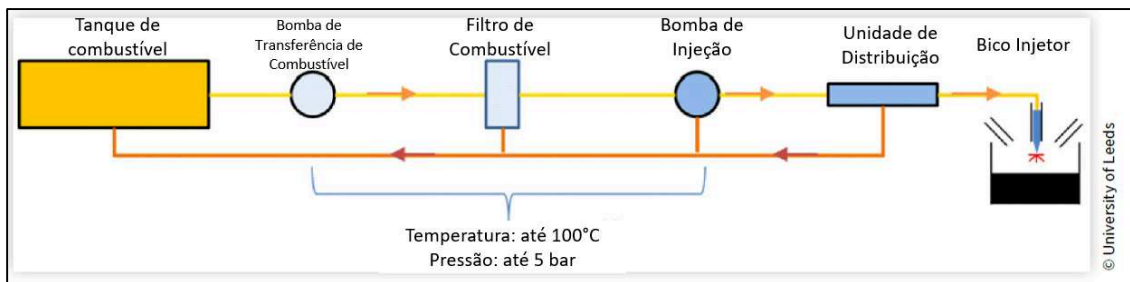 Tanque de
combustível
Bomba de
Transferência de
Combustível
Filtro de
Combustível
Bomba de
Injeção
Unidade de
Distribuição
Bico Injetor
Temperatura: até 100°C
Pressão: até 5 bar
© University of Leeds